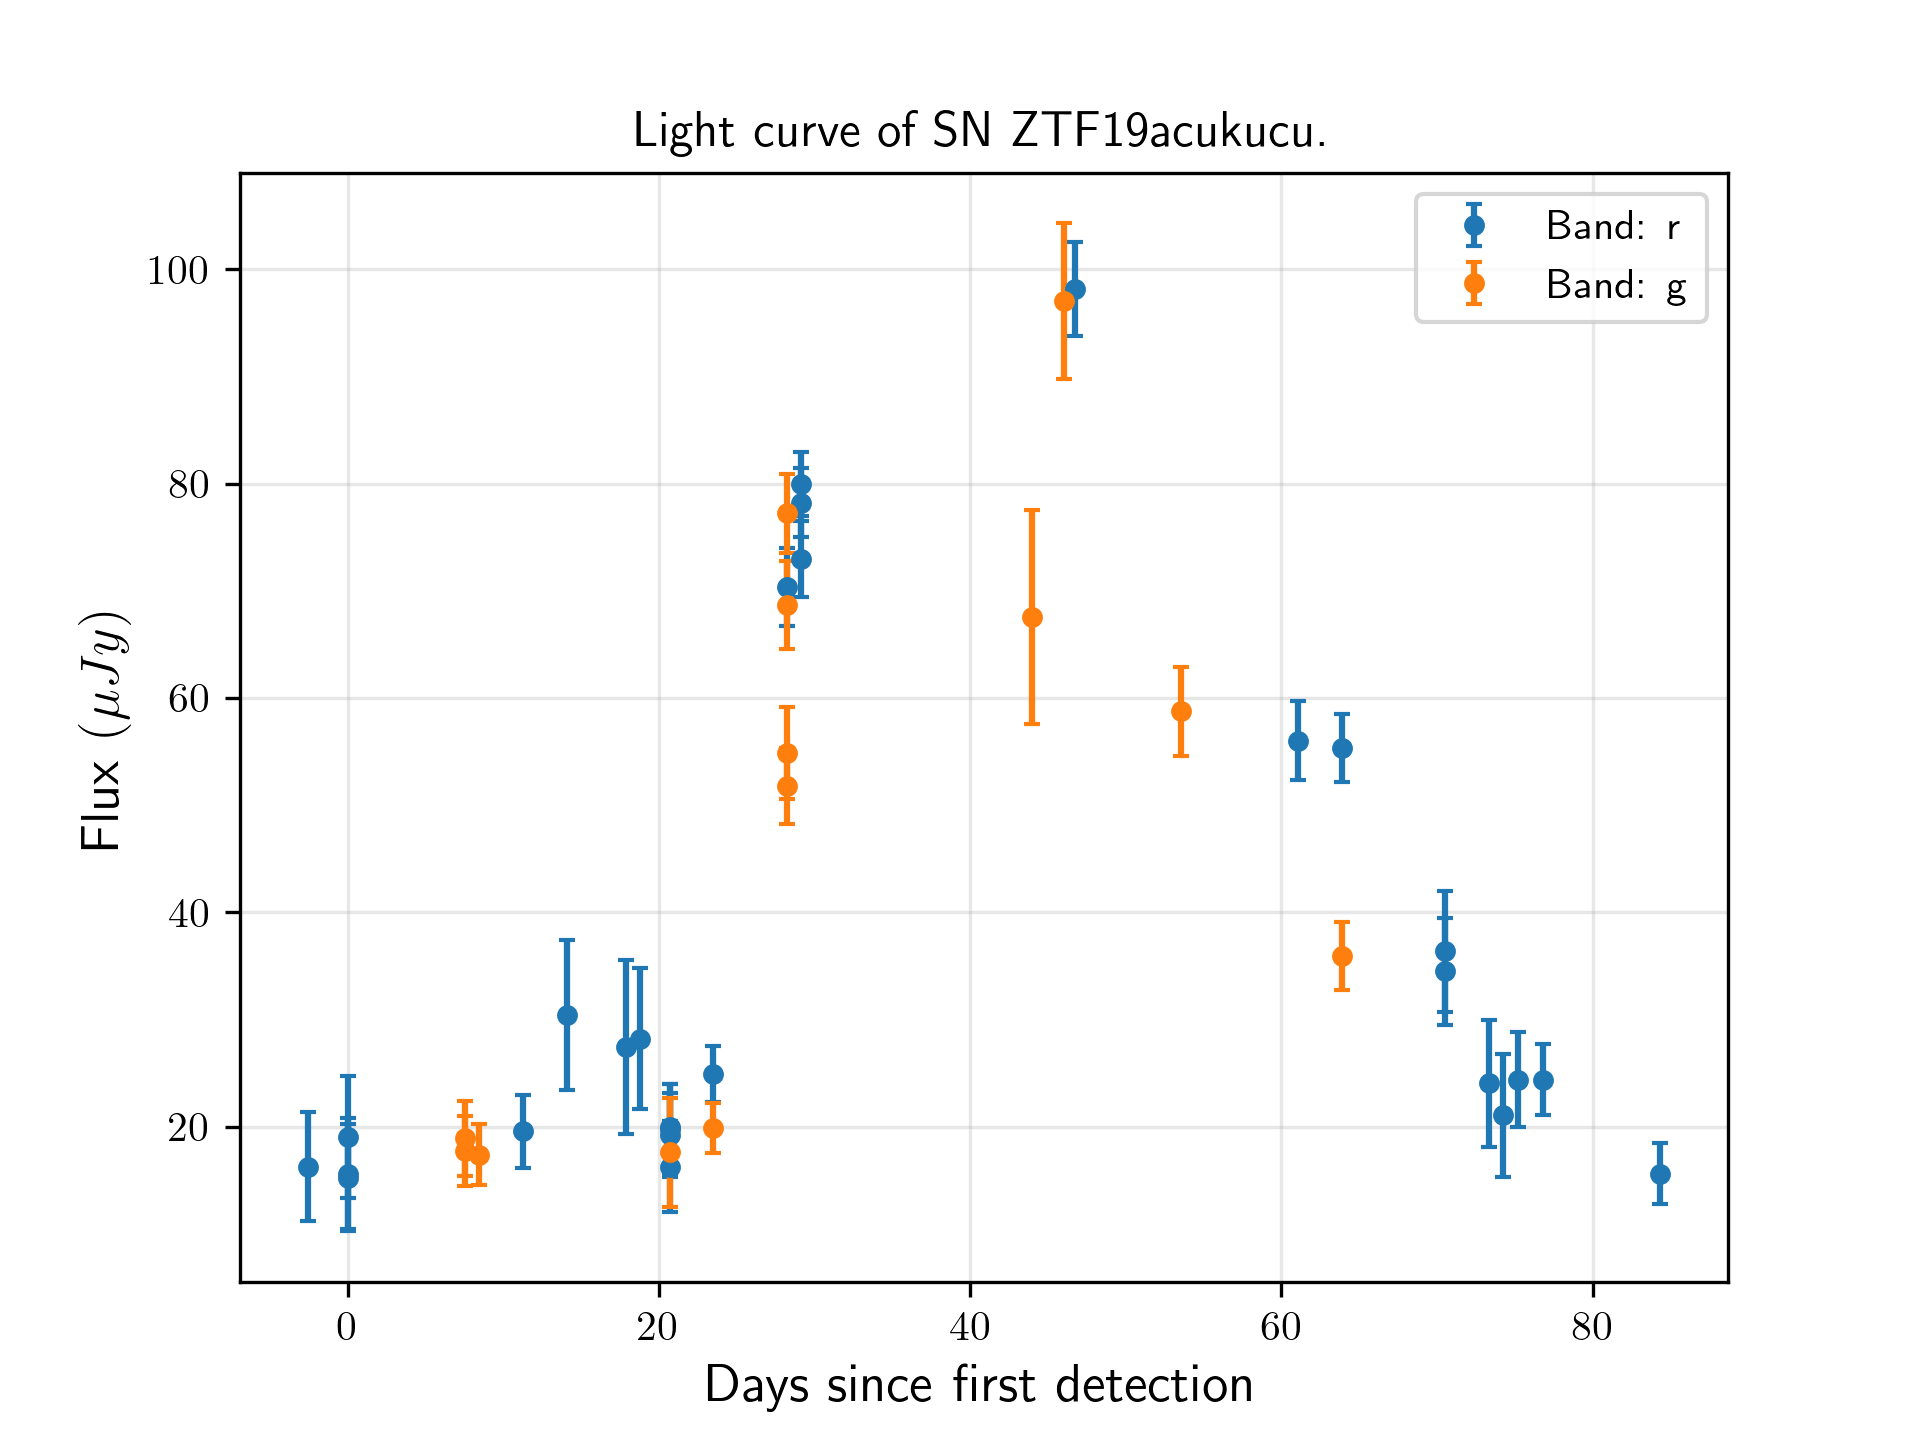 Light curve of SN ZTF19acukucu.
Band: r
Band: g
100
80
60
40
20
Flux (μJy)
0 20 40 60 80
Days since first detection